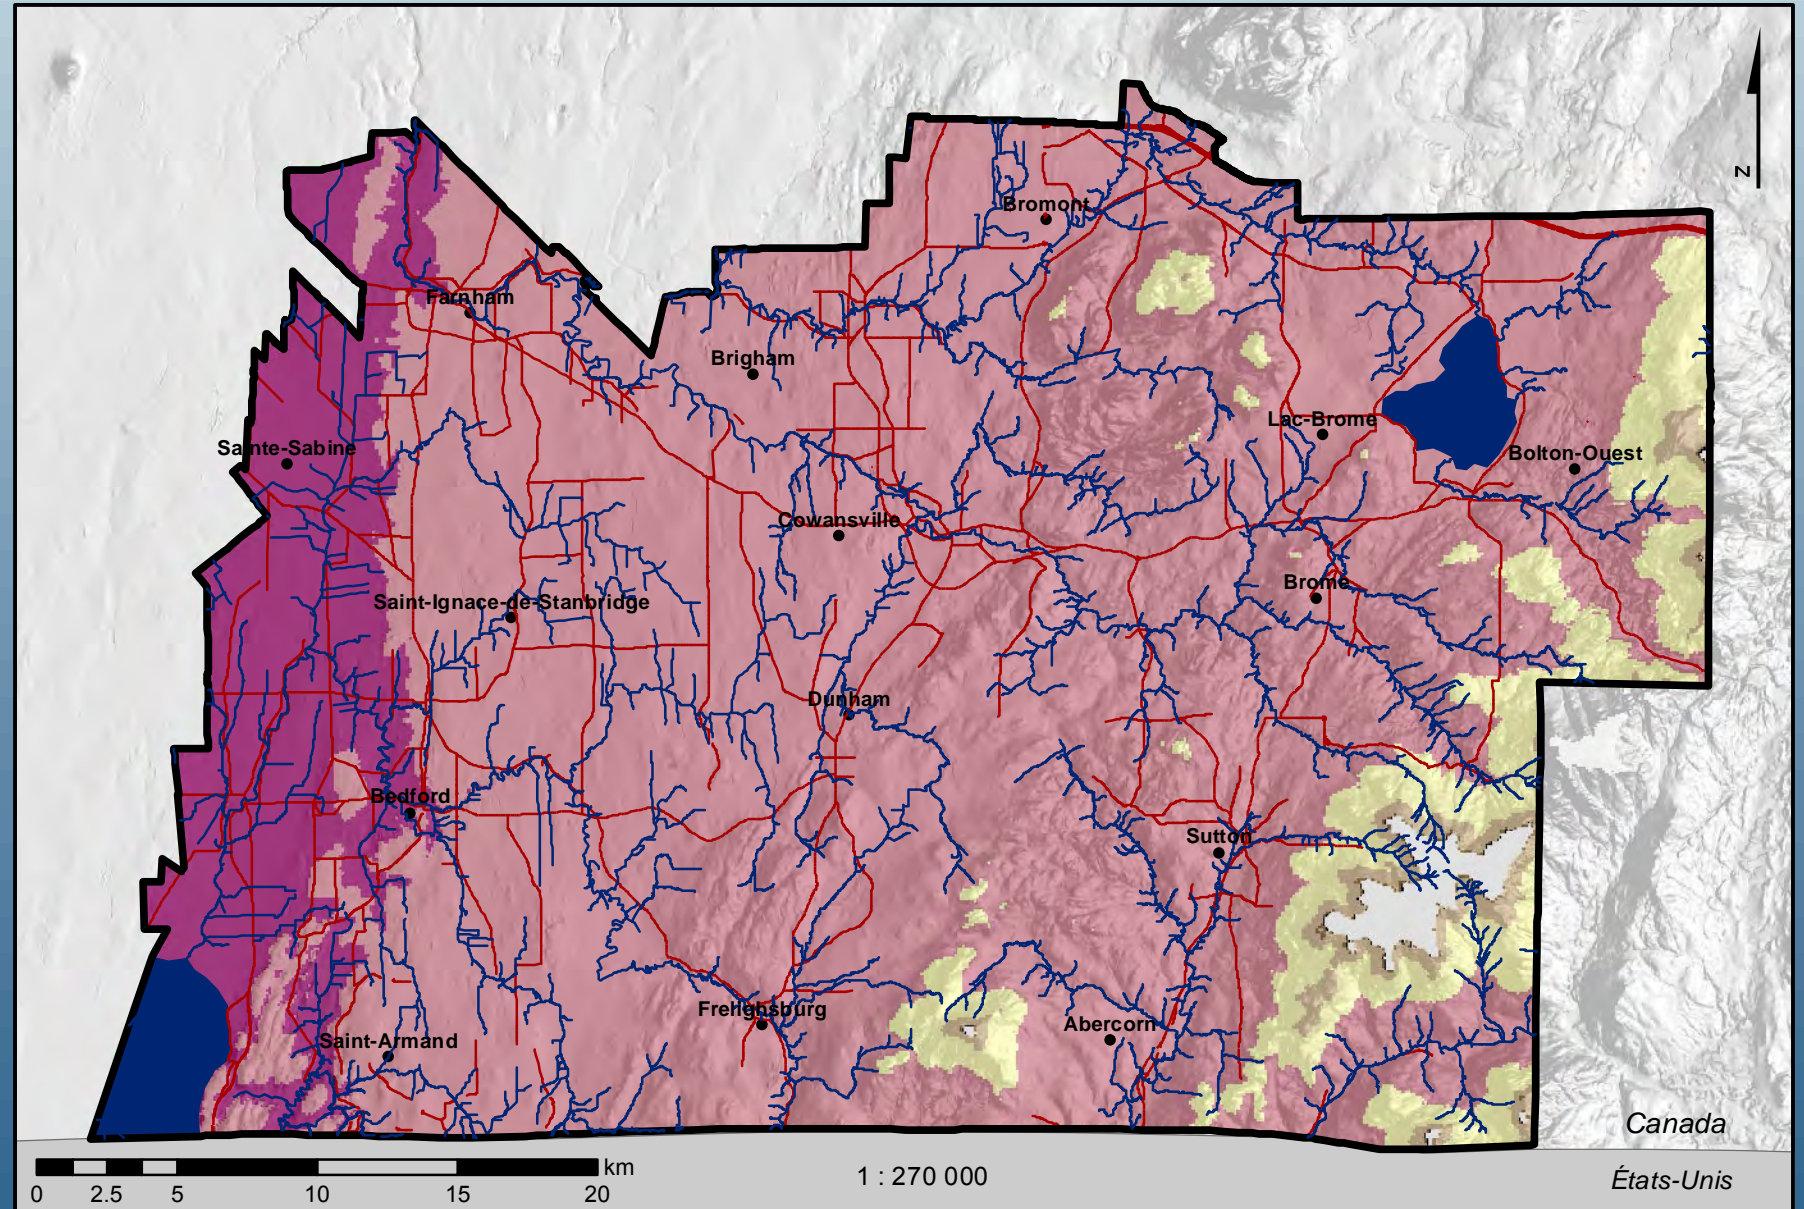 N
Bromont
Farnham
Brigham
Lac-Brome
Sainte-Sabine
Bolton-Ouest
Cowansville
Brome
Saint-Ignace-de-Stanbridge
Dunham
Bedford
Sutton
Frelighsburg
Abercorn
Saint-Armand
Canada
km
0 2.5 5 10 15 20
1 : 270 000
États-Unis